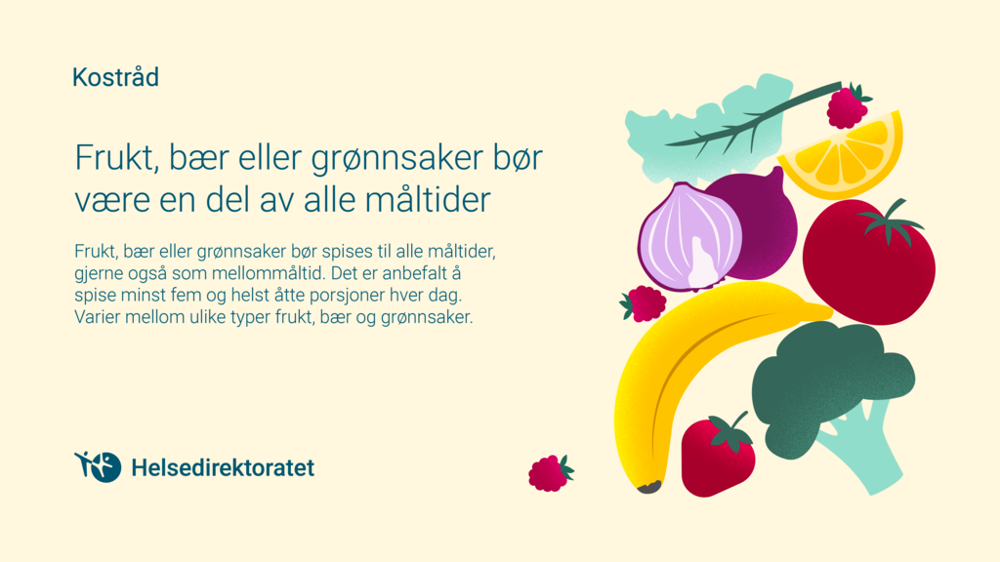 Kostråd
Frukt, bær eller grønnsaker bør
være en del av alle måltider
Frukt, bær eller grønnsaker bør spises til alle måltider,
gjerne også som mellommåltid. Det er anbefalt å
spise minst fem og helst åtte porsjoner hver dag.
Varier mellom ulike typer frukt, bær og grønnsaker.
Helsedirektoratet